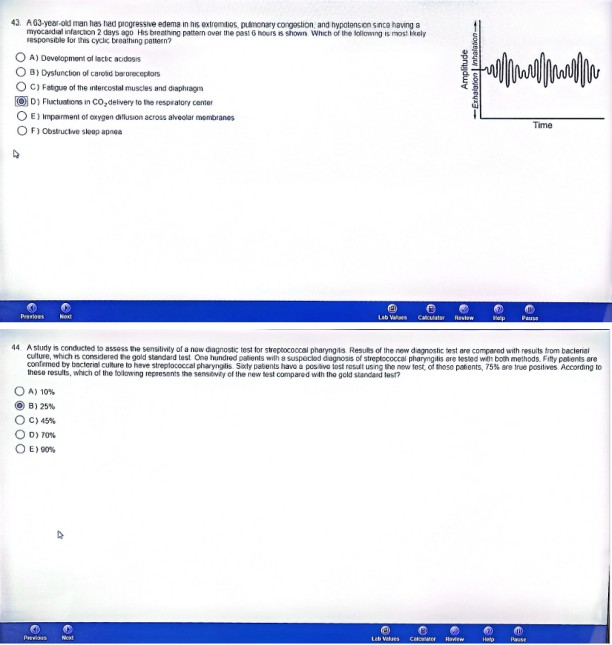 43. A 63-year-old man has had progressive edema in his extremities, pulmonary congestion, and hypotension since having a
myocardial infarction 2 days ago. His breathing pattern over the past 6 hours is shown. Which of the following is most likely
responsible for this cyclic breathing pattern?
A) Development of lactic acidosis
B) Dysfunction of carotid baroreceptors
C) Fatigue of the intercostal muscles and diaphragm
D) Fluctuations in CO₂ delivery to the respiratory center
E) Impairment of oxygen diffusion across alveolar membranes
F) Obstructive sleep apnea
Amplitude
←Exhalation | Inhalation→
Time
Previous Next Lab Values Calculator Review Help Pause
44. A study is conducted to assess the sensitivity of a new diagnostic test for streptococcal pharyngitis. Results of the new diagnostic test are compared with results from bacterial
culture, which is considered the gold standard test. One hundred patients with a suspected diagnosis of streptococcal pharyngitis are tested with both methods. Fifty patients are
confirmed by bacterial culture to have streptococcal pharyngitis. Sixty patients have a positive test result using the new test; of those patients, 75% are true positives. According to
these results, which of the following represents the sensitivity of the new test compared with the gold standard test?
A) 10%
B) 25%
C) 45%
D) 70%
E) 90%
Previous Next Lab Values Calculator Review Help Pause